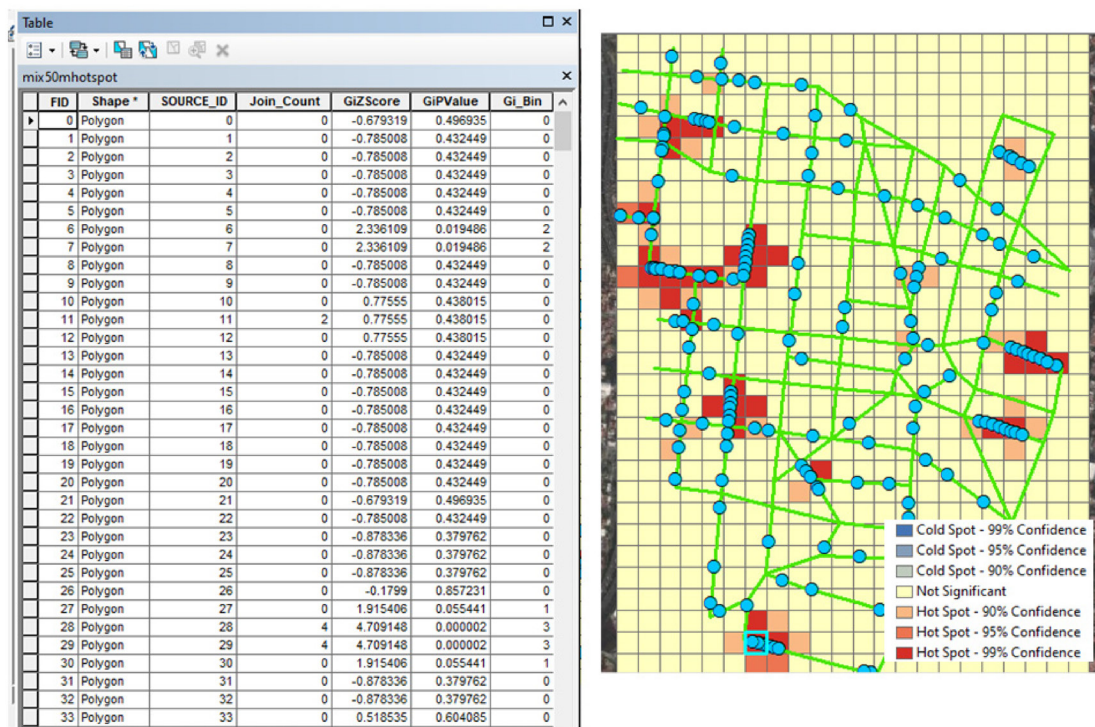 Table
mix50mhotspot
FID Shape * SOURCE_ID Join_Count GiZScore GiPValue Gi_Bin
0 Polygon 0 0 -0.679319 0.496935 0
1 Polygon 1 0 -0.785008 0.432449 0
2 Polygon 2 0 -0.785008 0.432449 0
3 Polygon 3 0 -0.785008 0.432449 0
4 Polygon 4 0 -0.785008 0.432449 0
5 Polygon 5 0 -0.785008 0.432449 0
6 Polygon 6 0 2.336109 0.019486 2
7 Polygon 7 0 2.336109 0.019486 2
8 Polygon 8 0 -0.785008 0.432449 0
9 Polygon 9 0 -0.785008 0.432449 0
10 Polygon 10 0 0.77555 0.438015 0
11 Polygon 11 2 0.77555 0.438015 0
12 Polygon 12 0 0.77555 0.438015 0
13 Polygon 13 0 -0.785008 0.432449 0
14 Polygon 14 0 -0.785008 0.432449 0
15 Polygon 15 0 -0.785008 0.432449 0
16 Polygon 16 0 -0.785008 0.432449 0
17 Polygon 17 0 -0.785008 0.432449 0
18 Polygon 18 0 -0.785008 0.432449 0
19 Polygon 19 0 -0.785008 0.432449 0
20 Polygon 20 0 -0.785008 0.432449 0
21 Polygon 21 0 -0.679319 0.496935 0
22 Polygon 22 0 -0.785008 0.432449 0
23 Polygon 23 0 -0.878336 0.379762 0
24 Polygon 24 0 -0.878336 0.379762 0
25 Polygon 25 0 -0.878336 0.379762 0
26 Polygon 26 0 -0.1799 0.857231 0
27 Polygon 27 0 1.915406 0.055441 1
28 Polygon 28 4 4.709148 0.000002 3
29 Polygon 29 4 4.709148 0.000002 3
30 Polygon 30 0 1.915406 0.055441 1
31 Polygon 31 0 -0.878336 0.379762 0
32 Polygon 32 0 -0.878336 0.379762 0
33 Polygon 33 0 0.518535 0.604085 0
Cold Spot - 99% Confidence
Cold Spot - 95% Confidence
Cold Spot - 90% Confidence
Not Significant
Hot Spot - 90% Confidence
Hot Spot - 95% Confidence
Hot Spot - 99% Confidence